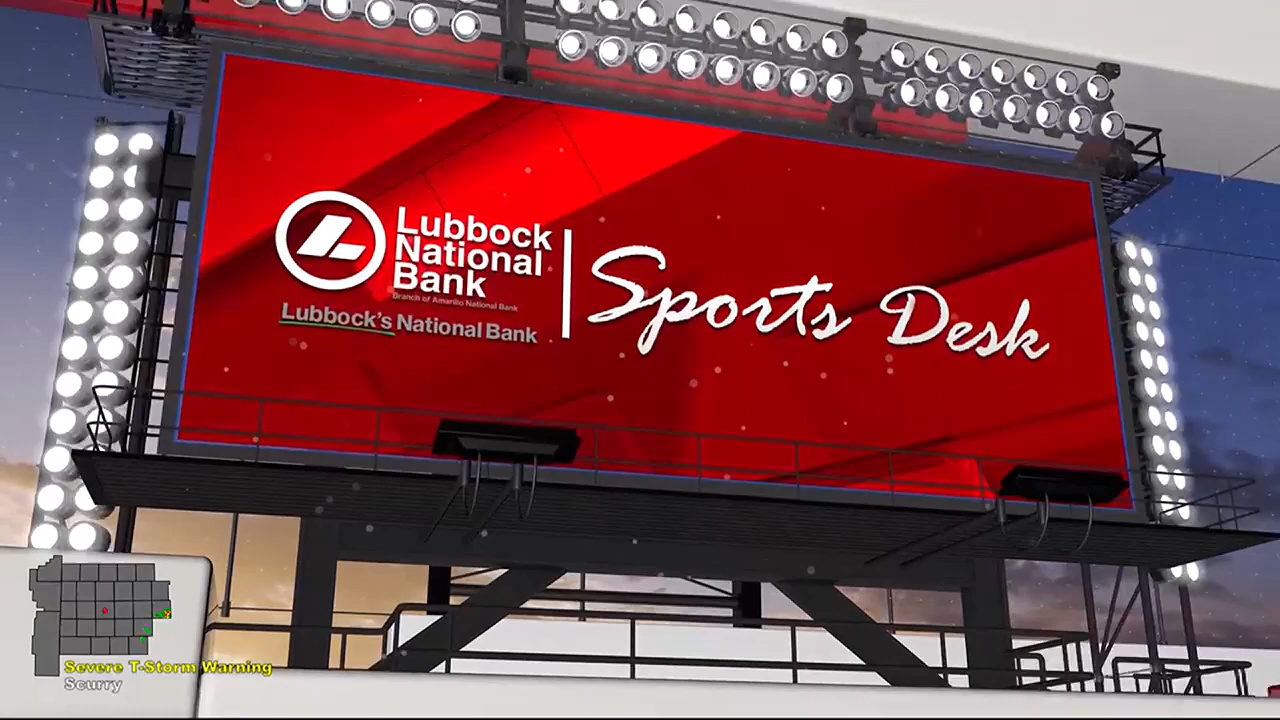 Lubbock
National
Bank
Branch of Amarillo National Bank
Lubbock's National Bank
Sports Desk
Severe T-Storm Warning
Scurry